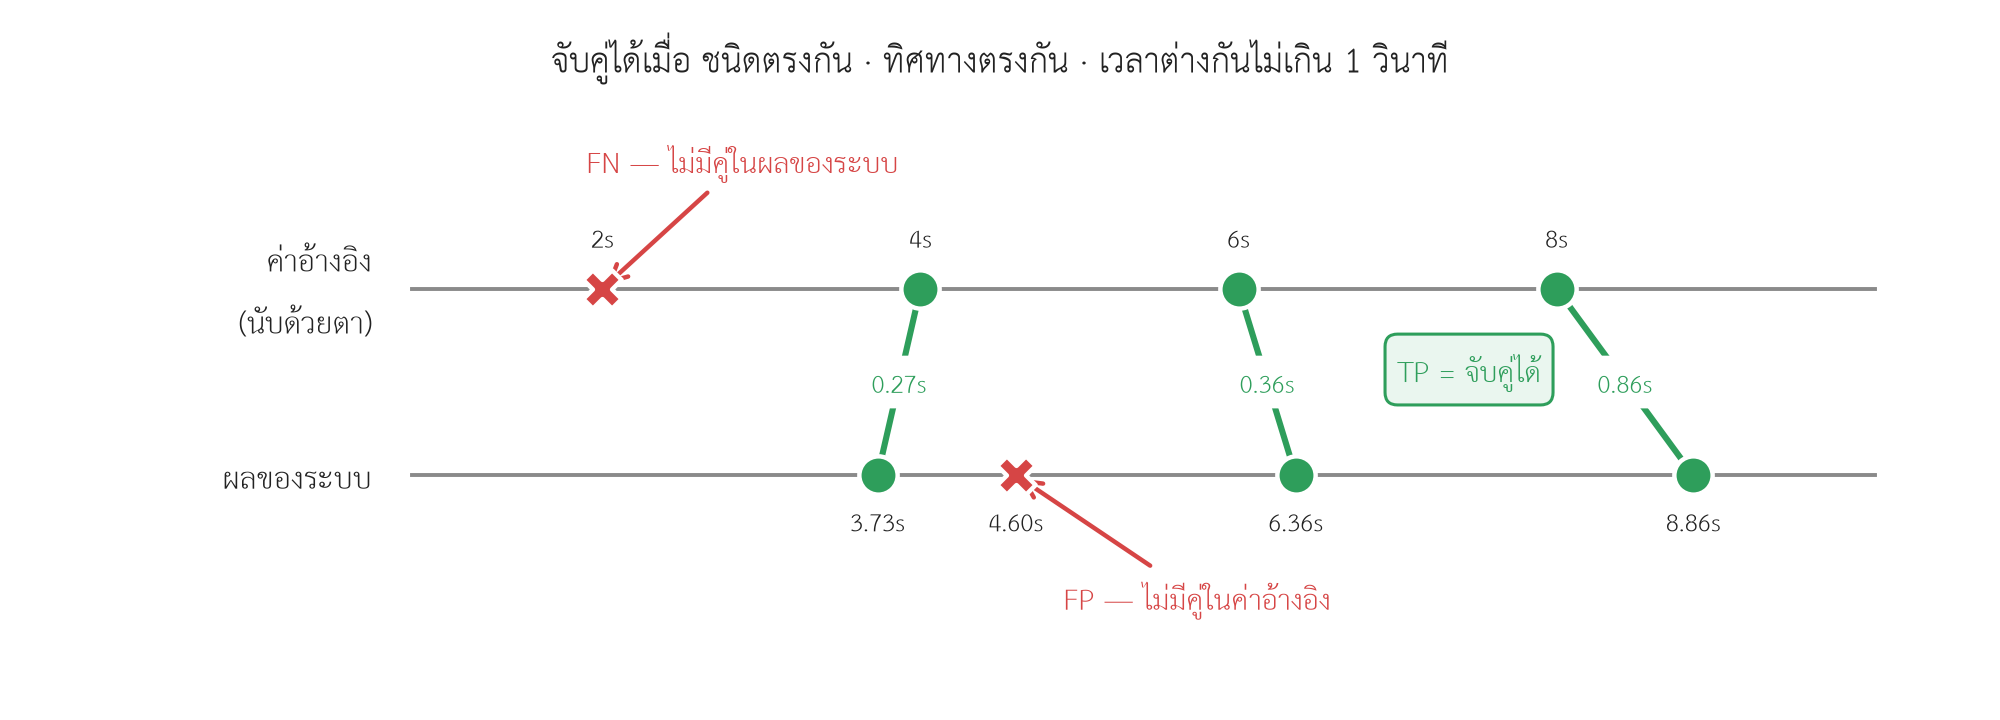 จับคู่ได้เมื่อ ชนิดตรงกัน · ทิศทางตรงกัน · เวลาต่างกันไม่เกิน 1 วินาที
FN — ไม่มีคู่ในผลของระบบ
2s 4s 6s 8s
ค่าอ้างอิง
(นับด้วยตา)
TP = จับคู่ได้
0.27s 0.36s 0.86s
ผลของระบบ
3.73s 4.60s 6.36s 8.86s
FP — ไม่มีคู่ในค่าอ้างอิง